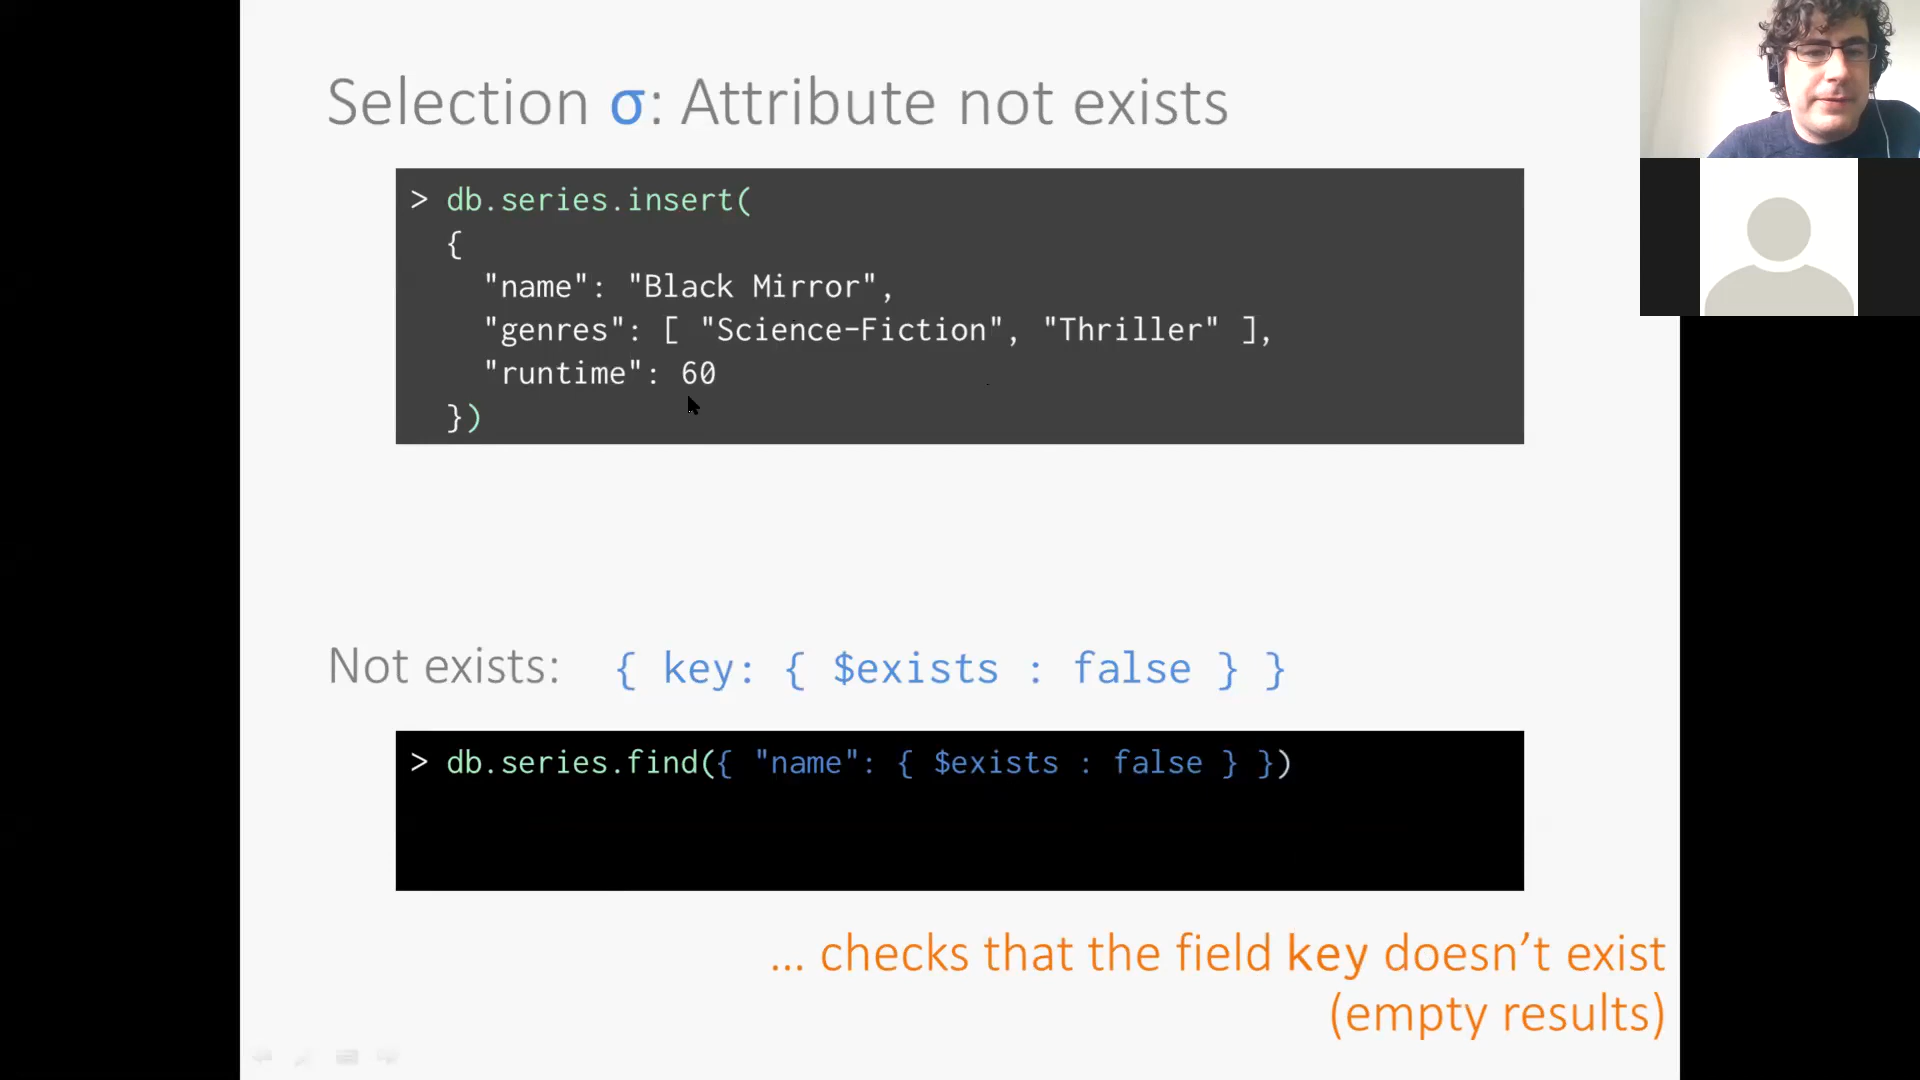 Selection σ: Attribute not exists
> db.series.insert(
{
"name": "Black Mirror",
"genres": [ "Science-Fiction", "Thriller" ],
"runtime": 60
})
Not exists: { key: { $exists : false } }
> db.series.find({ "name": { $exists : false } })
… checks that the field key doesn’t exist
(empty results)